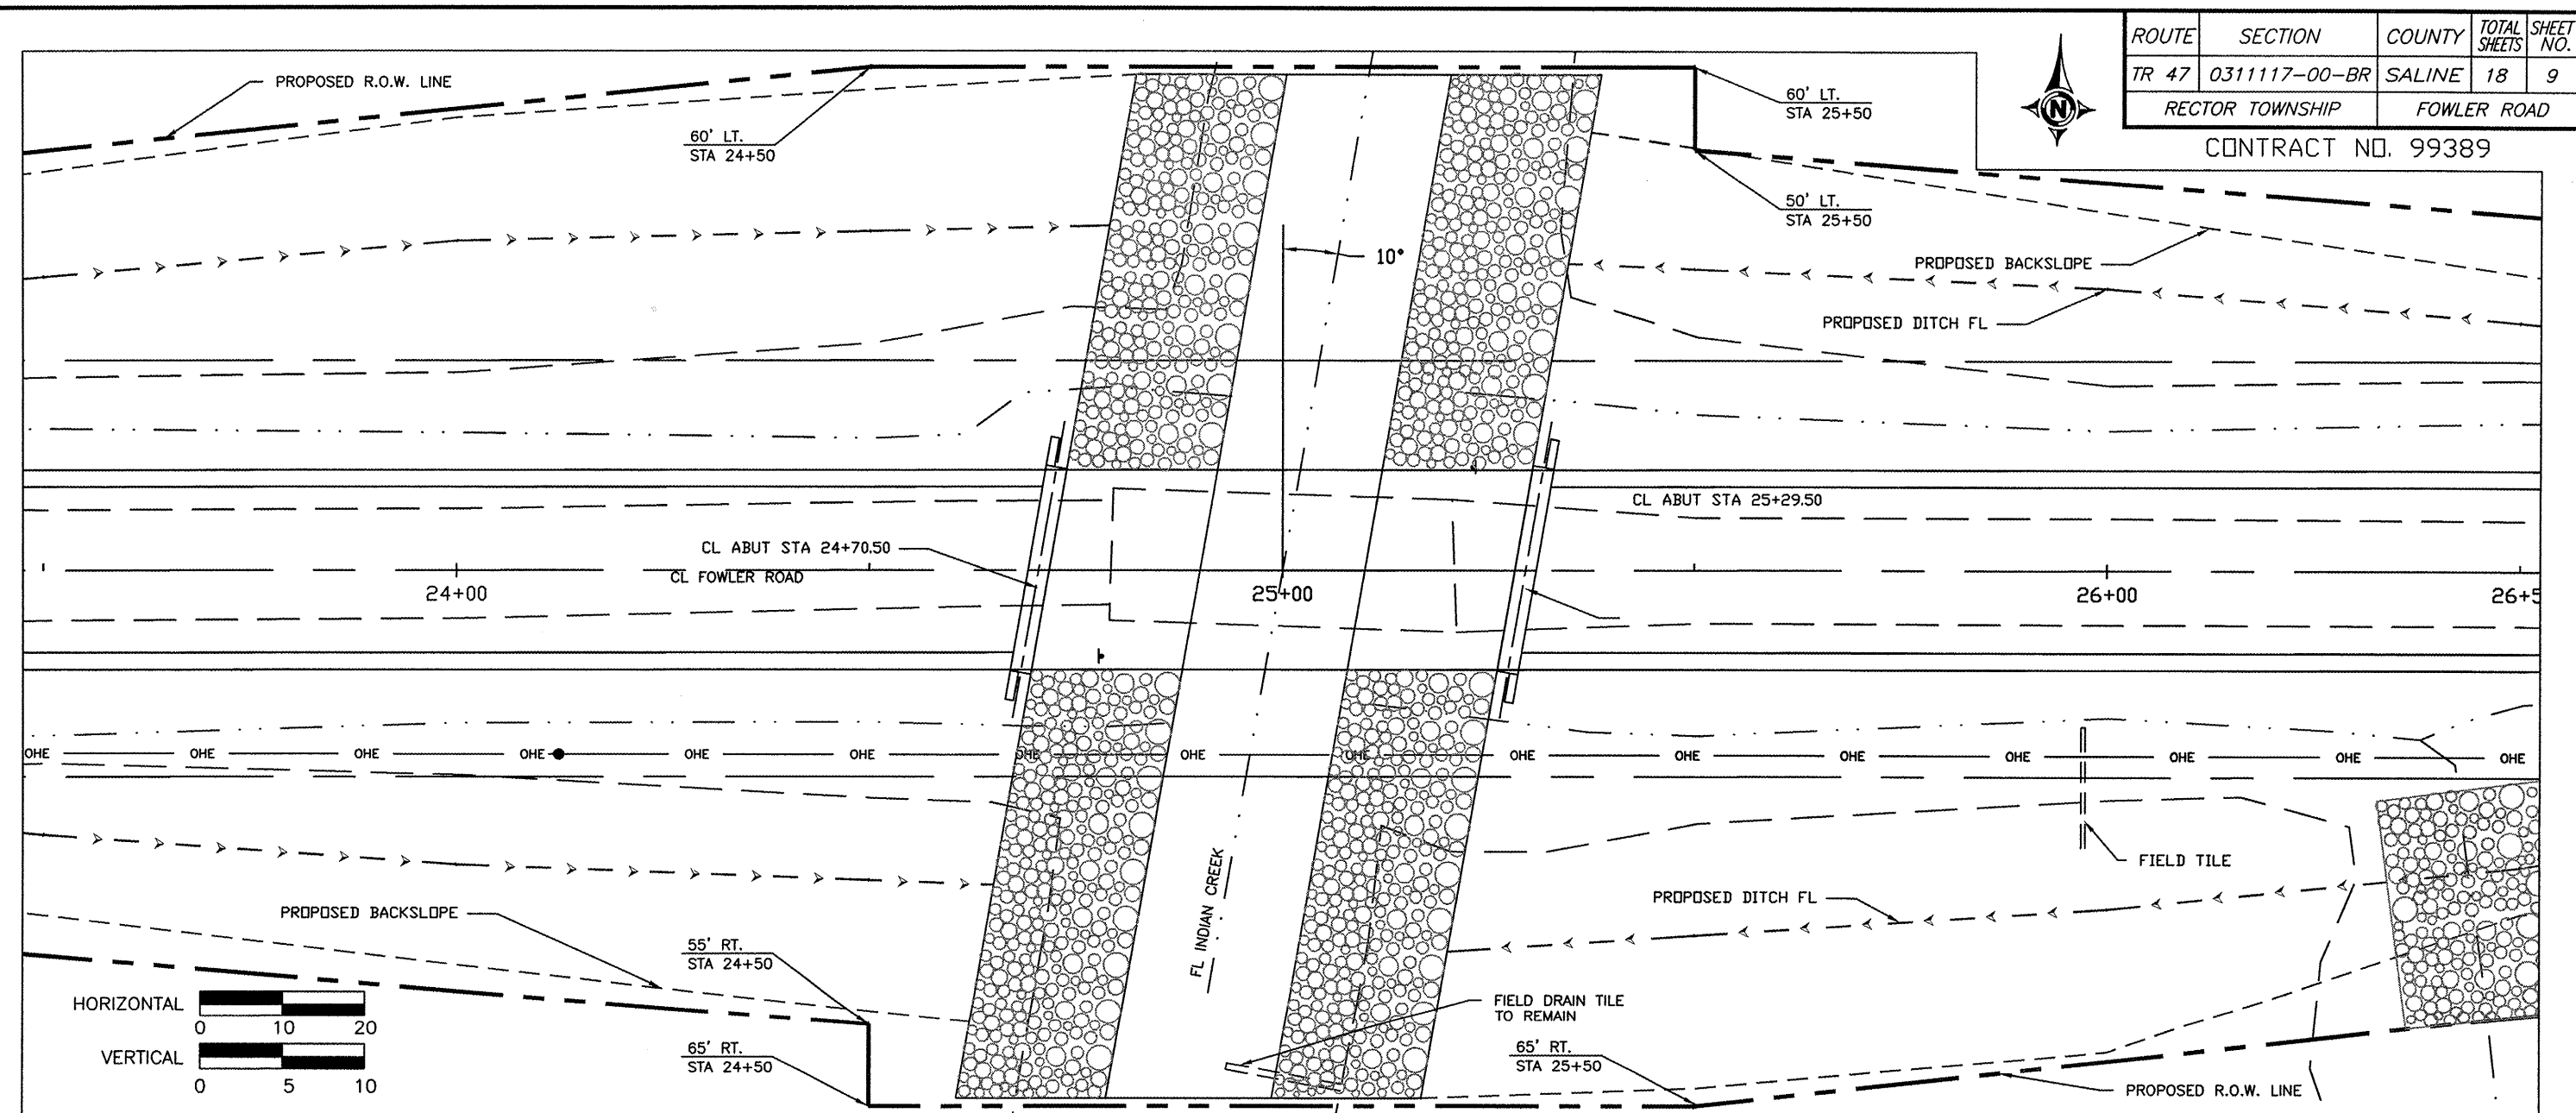 ROUTE SECTION COUNTY TOTAL SHEETS SHEET NO.
TR 47 0311117-00-BR SALINE 18 9
RECTOR TOWNSHIP FOWLER ROAD
CONTRACT NO. 99389
N
PROPOSED R.O.W. LINE
60' LT.
STA 24+50
60' LT.
STA 25+50
50' LT.
STA 25+50
10°
PROPOSED BACKSLOPE
PROPOSED DITCH FL
CL ABUT STA 25+29.50
CL ABUT STA 24+70.50
CL FOWLER ROAD
24+00 25+00 26+00 26+5
OHE OHE OHE OHE OHE OHE OHE OHE OHE OHE OHE OHE OHE OHE OHE OHE
FL INDIAN CREEK
FIELD TILE
PROPOSED DITCH FL
PROPOSED BACKSLOPE
55' RT.
STA 24+50
65' RT.
STA 24+50
FIELD DRAIN TILE
TO REMAIN
65' RT.
STA 25+50
PROPOSED R.O.W. LINE
HORIZONTAL
0 10 20
VERTICAL
0 5 10